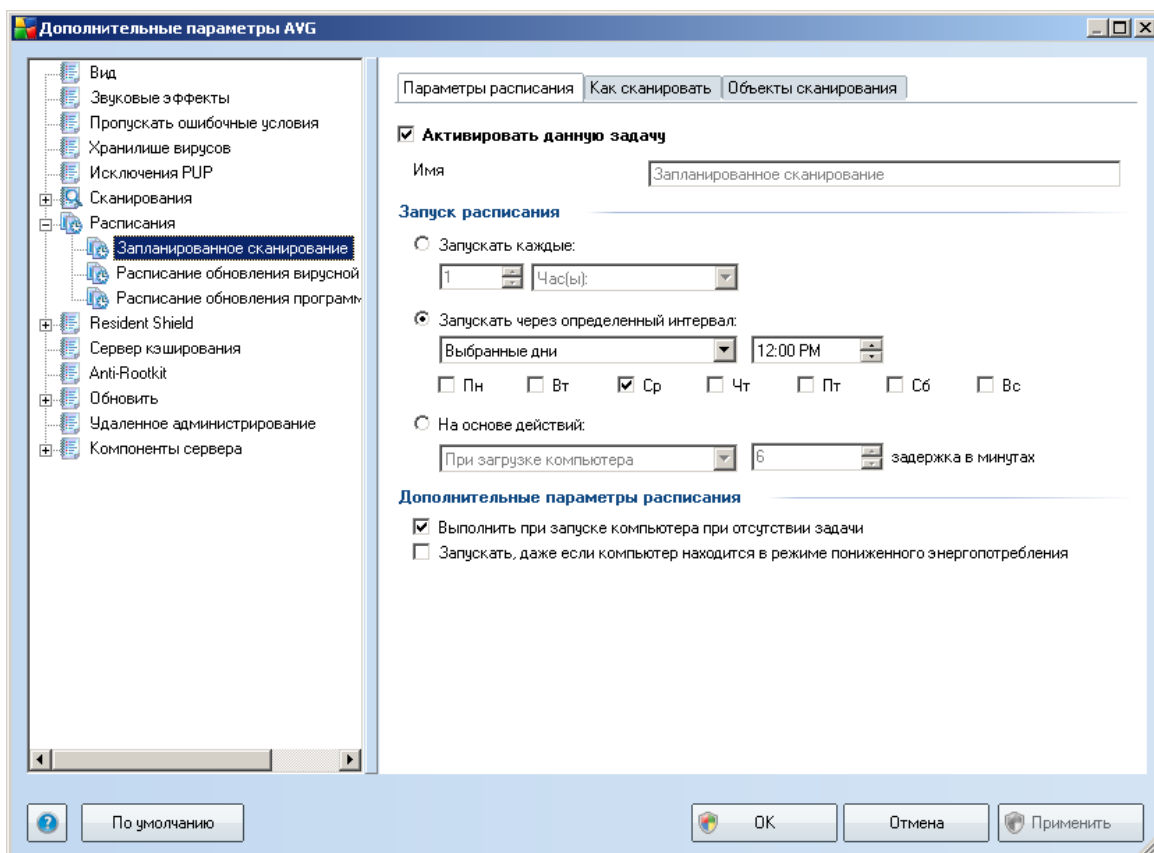 Дополнительные параметры AVG
Вид
Звуковые эффекты
Пропускать ошибочные условия
Хранилише вирусов
Исключения PUP
Сканирования
Расписания
Запланированное сканирование
Расписание обновления вирусной
Расписание обновления програм
Resident Shield
Сервер кэширования
Anti-Rootkit
Обновить
Удаленное администрирование
Компоненты сервера
Параметры расписания Как сканировать Объекты сканирования
Активировать данную задачу
Имя Запланированное сканирование
Запуск расписания
Запускать каждые:
1 Час(ы):
Запускать через определенный интервал:
Выбранные дни 12:00 PM
Пн Вт Ср Чт Пт Сб Вс
На основе действий:
При загрузке компьютера 6 задержка в минутах
Дополнительные параметры расписания
Выполнить при запуске компьютера при отсутствии задачи
Запускать, даже если компьютер находится в режиме пониженного энергопотребления
По умолчанию OK Отмена Применить